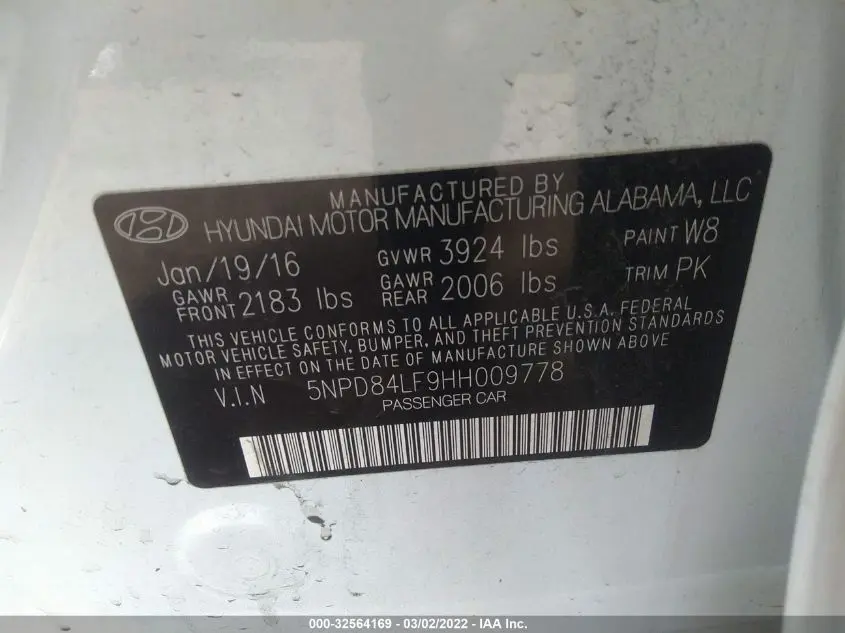 MANUFACTURED BY
HYUNDAI MOTOR MANUFACTURING ALABAMA, LLC
Jan/19/16 GVWR 3924 lbs PAINT W8
GAWR FRONT 2183 lbs GAWR REAR 2006 lbs TRIM PK
THIS VEHICLE CONFORMS TO ALL APPLICABLE U.S.A. FEDERAL
MOTOR VEHICLE SAFETY, BUMPER, AND THEFT PREVENTION STANDARDS
IN EFFECT ON THE DATE OF MANUFACTURE SHOWN ABOVE.
V.I.N 5NPD84LF9HH009778
PASSENGER CAR
000-32564169 - 03/02/2022 - IAA Inc.